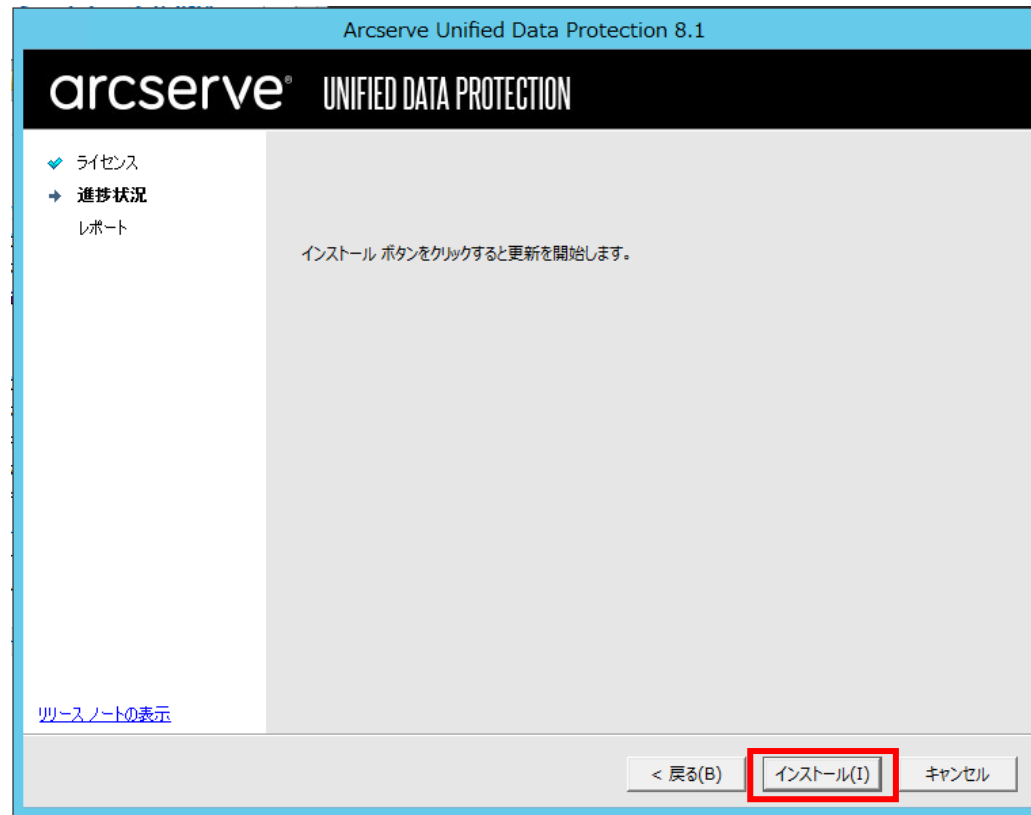 Arcserve Unified Data Protection 8.1
arcserve® UNIFIED DATA PROTECTION
ライセンス
進捗状況
レポート
インストール ボタンをクリックすると更新を開始します。
リリース ノートの表示
< 戻る(B) インストール(I) キャンセル